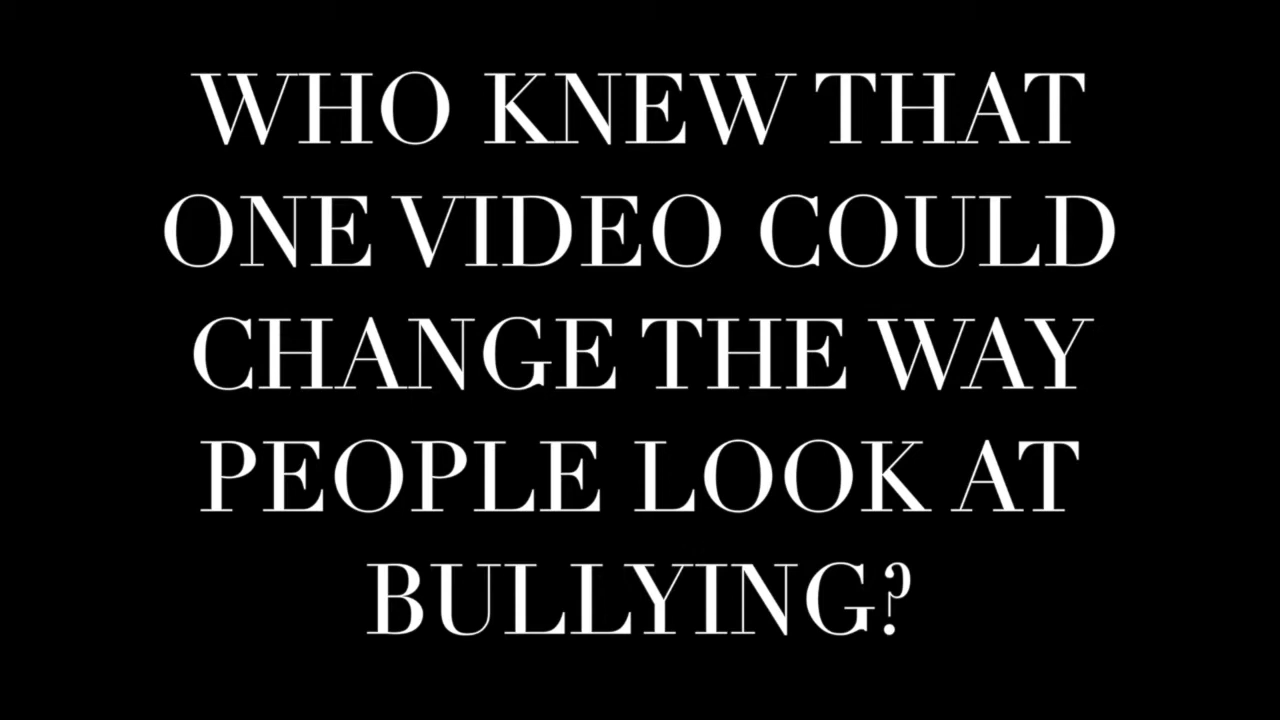 WHO KNEW THAT
ONE VIDEO COULD
CHANGE THE WAY
PEOPLE LOOK AT
BULLYING?